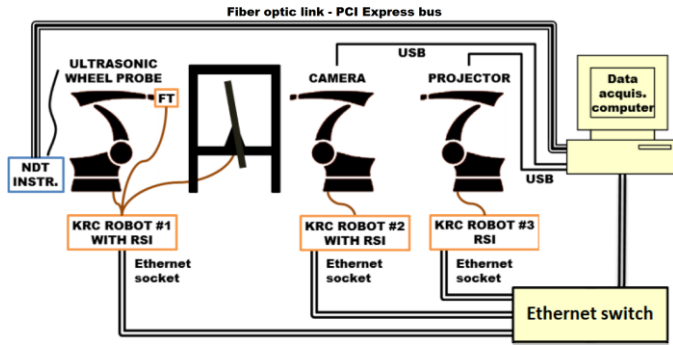 Fiber optic link - PCI Express bus
USB
ULTRASONIC
WHEEL PROBE
CAMERA
PROJECTOR
Data
acquis.
computer
FT
NDT
INSTR.
USB
KRC ROBOT #1
WITH RSI
KRC ROBOT #2
WITH RSI
KRC ROBOT #3
RSI
Ethernet
socket
Ethernet
socket
Ethernet
socket
Ethernet switch